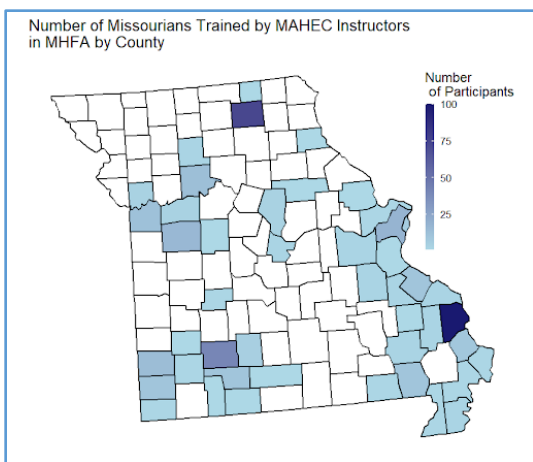 Number of Missourians Trained by MAHEC Instructors
in MHFA by County
Number
of Participants
100
75
50
25